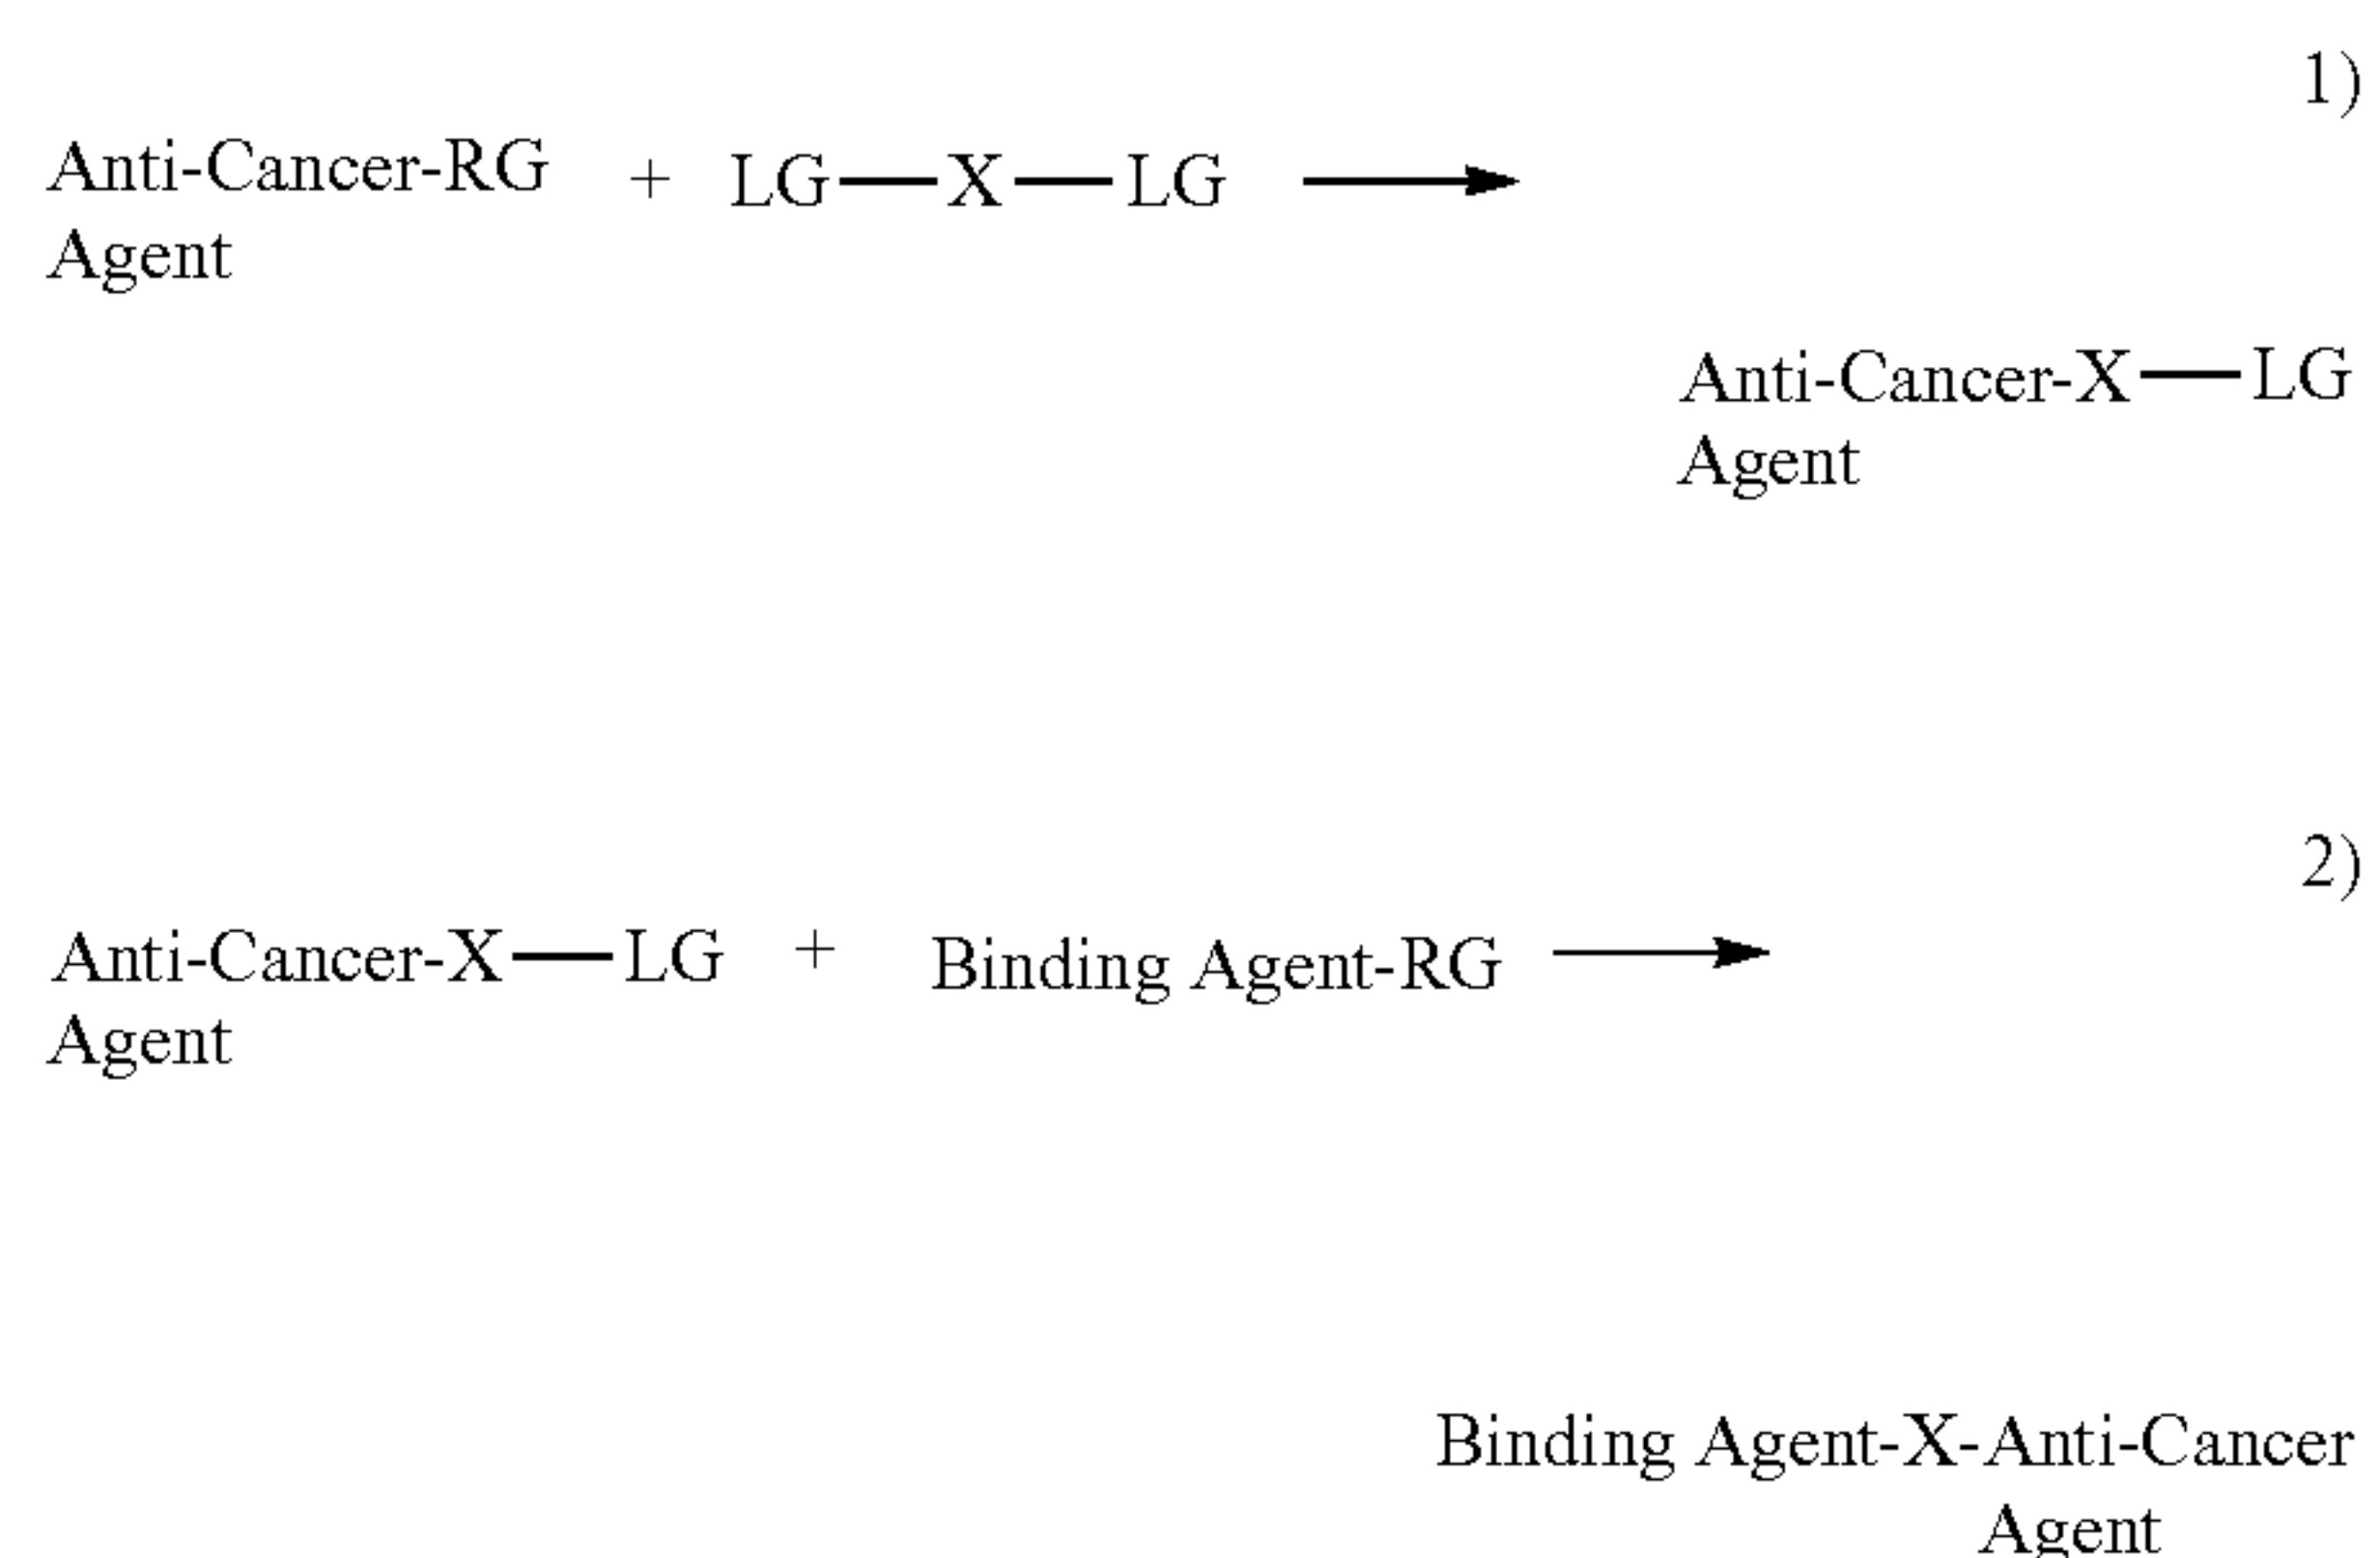 1)
Anti-Cancer-RG + LG—X—LG
Agent
Anti-Cancer-X—LG
Agent
2)
Anti-Cancer-X—LG + Binding Agent-RG
Agent
Binding Agent-X-Anti-Cancer
Agent